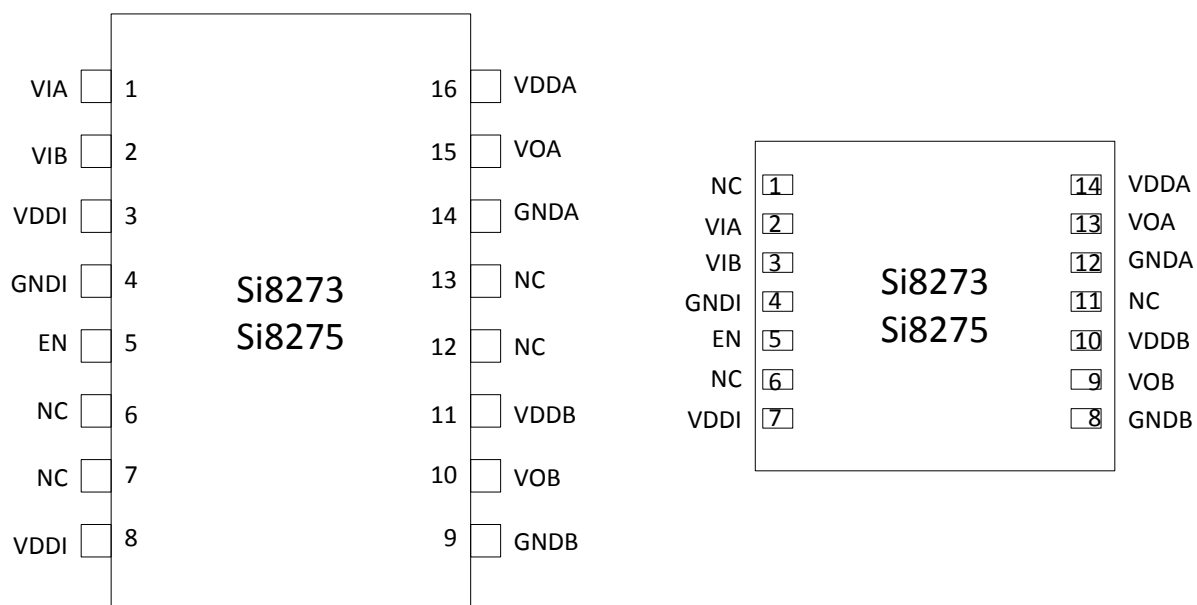 VIA 1 16 VDDA
VIB 2 15 VOA
VDDI 3 14 GNDA
GNDI 4 13 NC
EN 5 12 NC
NC 6 11 VDDB
NC 7 10 VOB
VDDI 8 9 GNDB
Si8273
Si8275
NC 1 14 VDDA
VIA 2 13 VOA
VIB 3 12 GNDA
GNDI 4 11 NC
EN 5 10 VDDB
NC 6 9 VOB
VDDI 7 8 GNDB
Si8273
Si8275